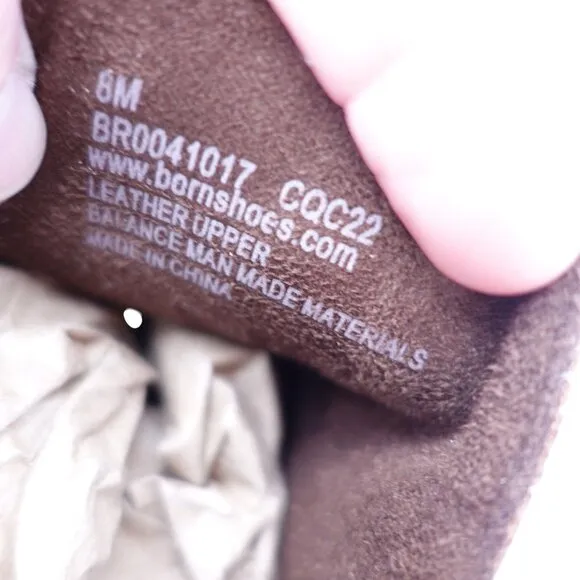 8M
BR0041017 CQC22
www.bornshoes.com
LEATHER UPPER
BALANCE MAN MADE MATERIALS
MADE IN CHINA